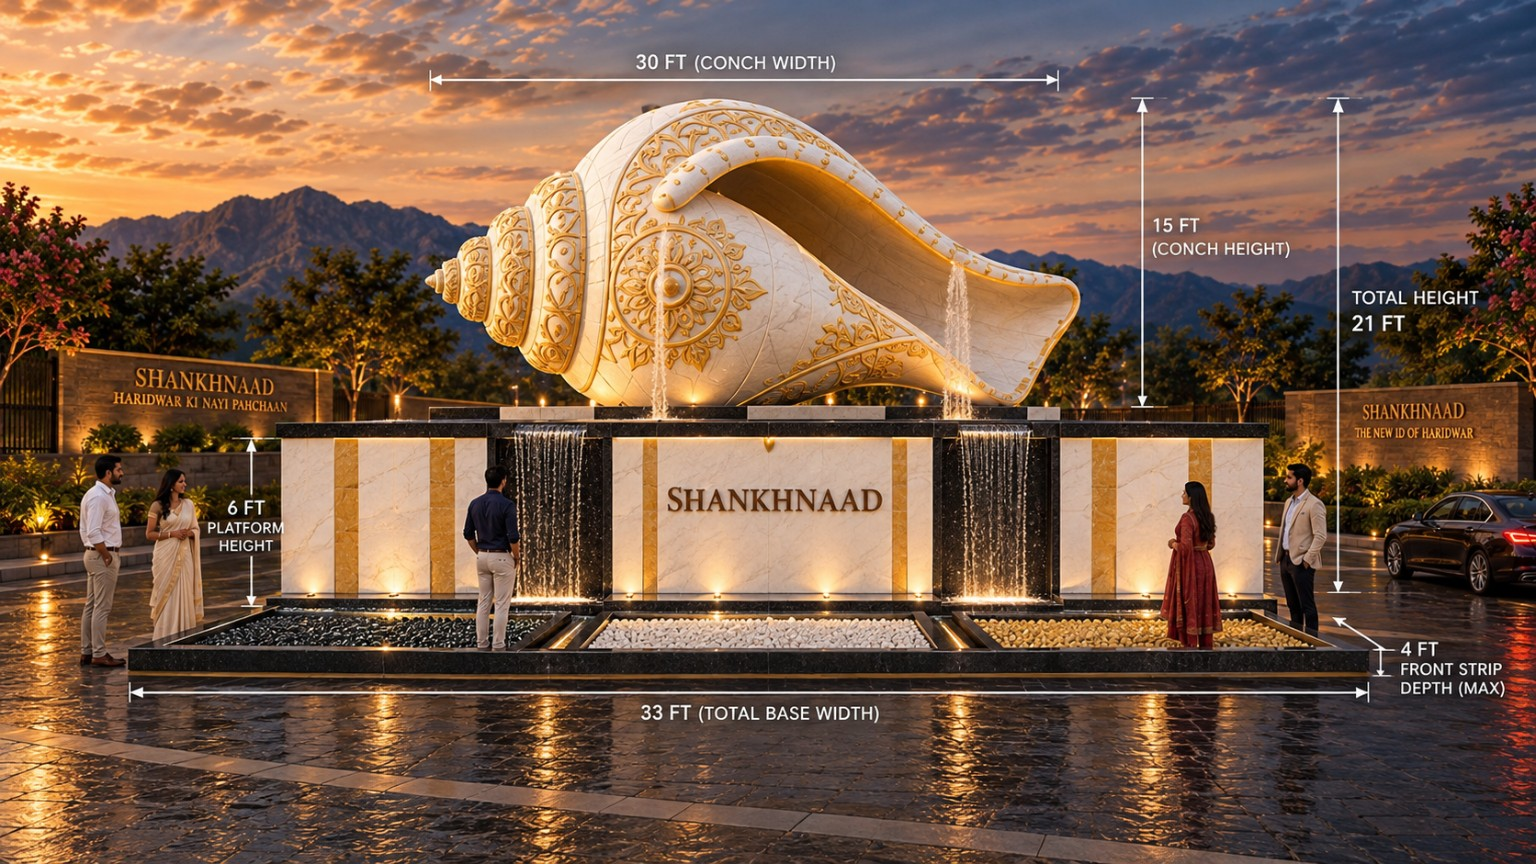 30 FT (CONCH WIDTH)
15 FT
(CONCH HEIGHT)
TOTAL HEIGHT
21 FT
SHANKHNAAD
HARIDWAR KI NAYI PAHCHAAN
SHANKHNAAD
THE NEW ID OF HARIDWAR
SHANKHNAAD
6 FT
PLATFORM
HEIGHT
4 FT
FRONT STRIP
DEPTH (MAX)
33 FT (TOTAL BASE WIDTH)